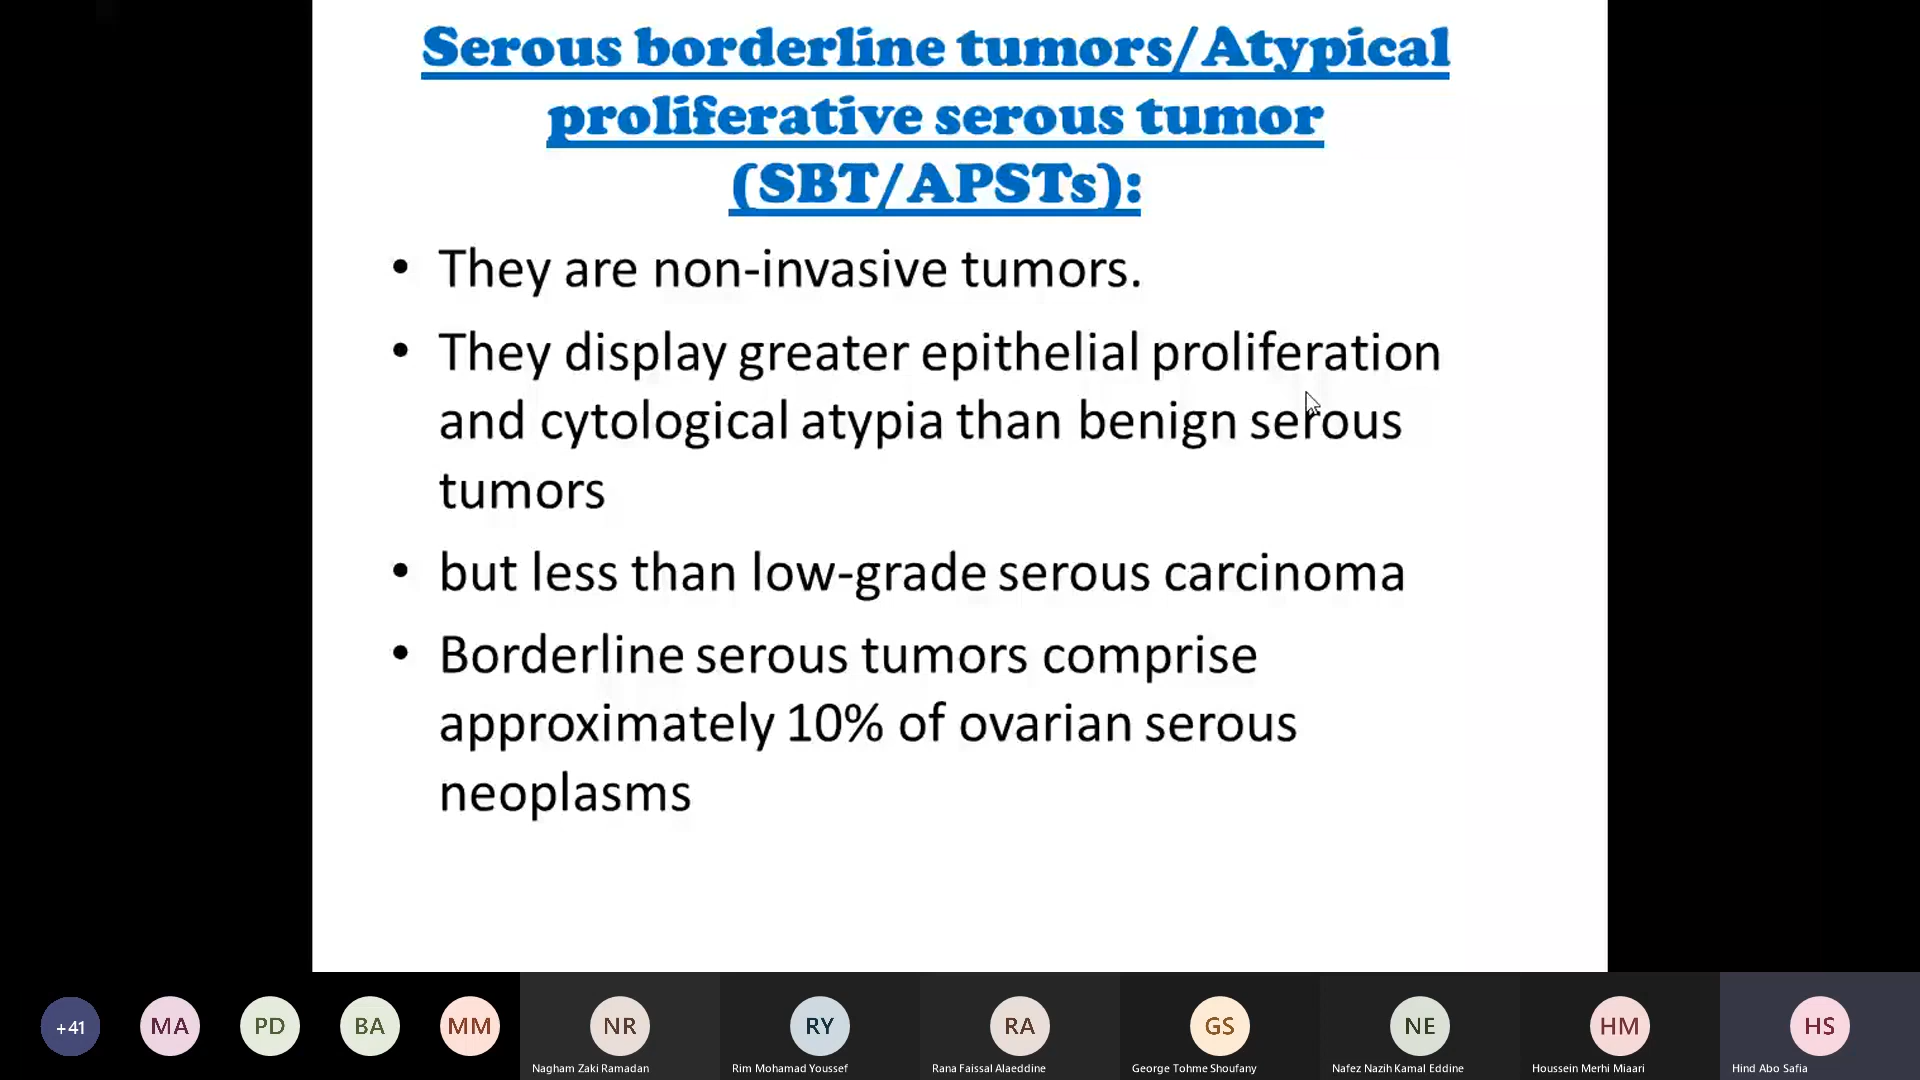 Serous borderline tumors/Atypical
proliferative serous tumor
(SBT/APSTs):
• They are non-invasive tumors.
• They display greater epithelial proliferation
and cytological atypia than benign serous
tumors
• but less than low-grade serous carcinoma
• Borderline serous tumors comprise
approximately 10% of ovarian serous
neoplasms
+41
MA
PD
BA
MM
NR
RY
RA
GS
NE
HM
HS
Nagham Zaki Ramadan
Rim Mohamad Youssef
Rana Faissal Alaeddine
George Tohme Shoufany
Nafez Nazih Kamal Eddine
Houssein Merhi Miaari
Hind Abo Safia